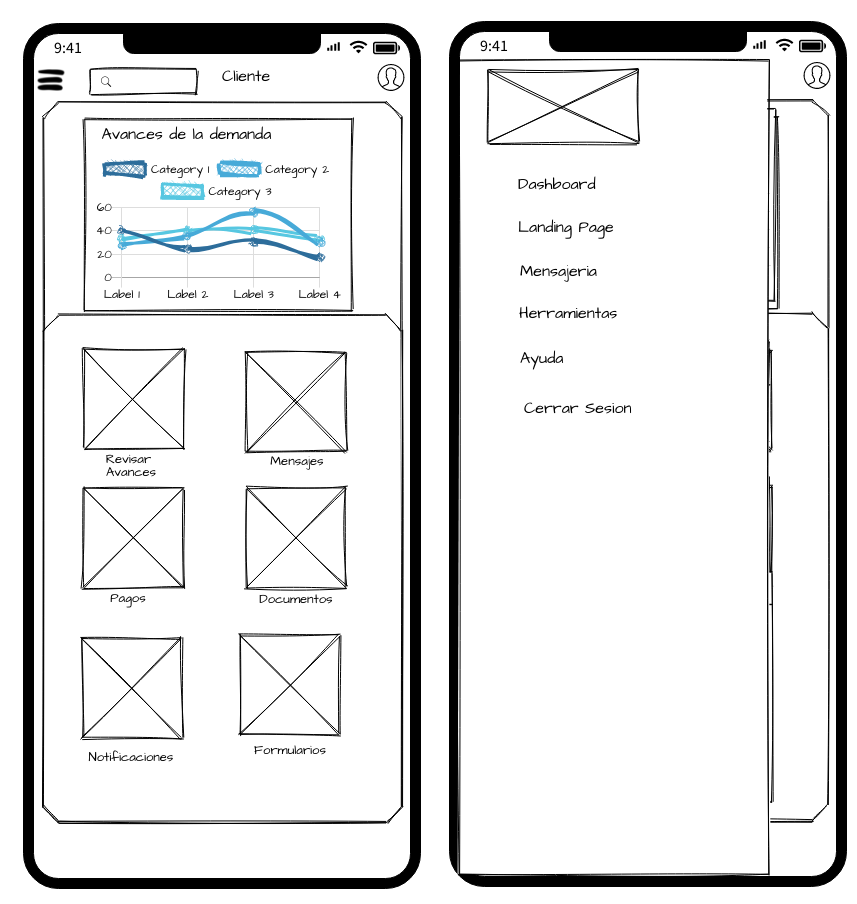 9:41
Cliente
Avances de la demanda
Category 1 Category 2
Category 3
60
40
20
0
Label 1 Label 2 Label 3 Label 4
Revisar
Avances
Mensajes
Pagos
Documentos
Notificaciones
Formularios
9:41
Dashboard
Landing Page
Mensajeria
Herramientas
Ayuda
Cerrar Sesion